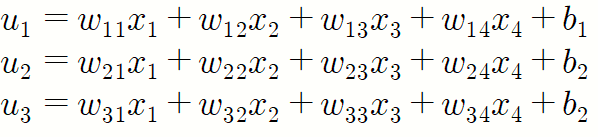 u₁ = w₁₁x₁ + w₁₂x₂ + w₁₃x₃ + w₁₄x₄ + b₁
u₂ = w₂₁x₁ + w₂₂x₂ + w₂₃x₃ + w₂₄x₄ + b₂
u₃ = w₃₁x₁ + w₃₂x₂ + w₃₃x₃ + w₃₄x₄ + b₂